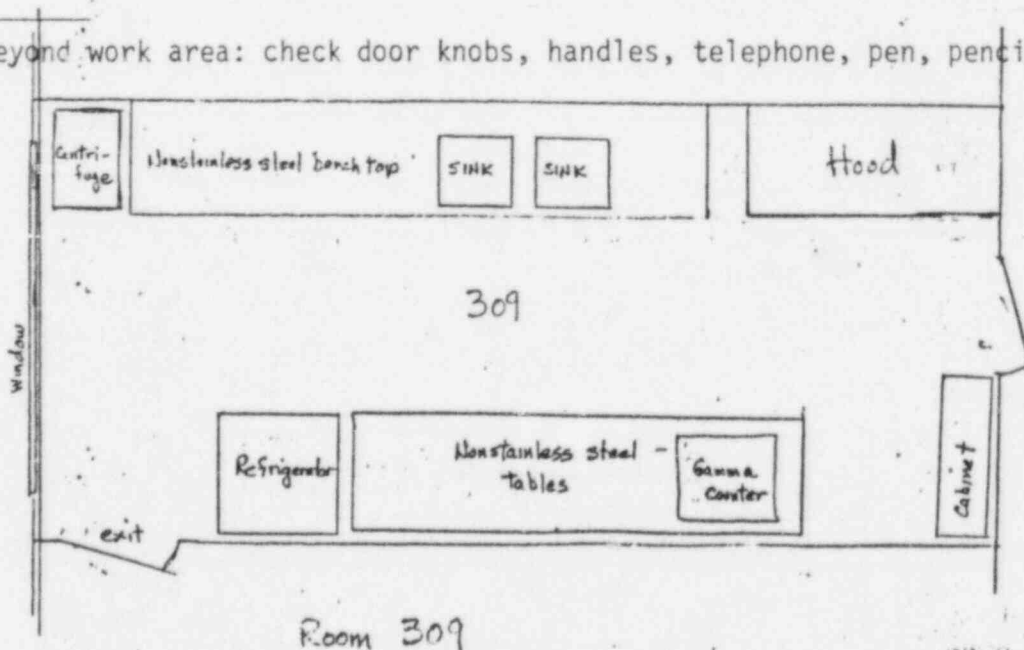 eyond work area: check door knobs, handles, telephone, pen, penci
Centri-
fuge
Nonstainless steel bench top
SINK
SINK
Hood
309
window
Refrigerator
Nonstainless steel -
tables
Gamma
counter
Cabinet
exit
Room 309